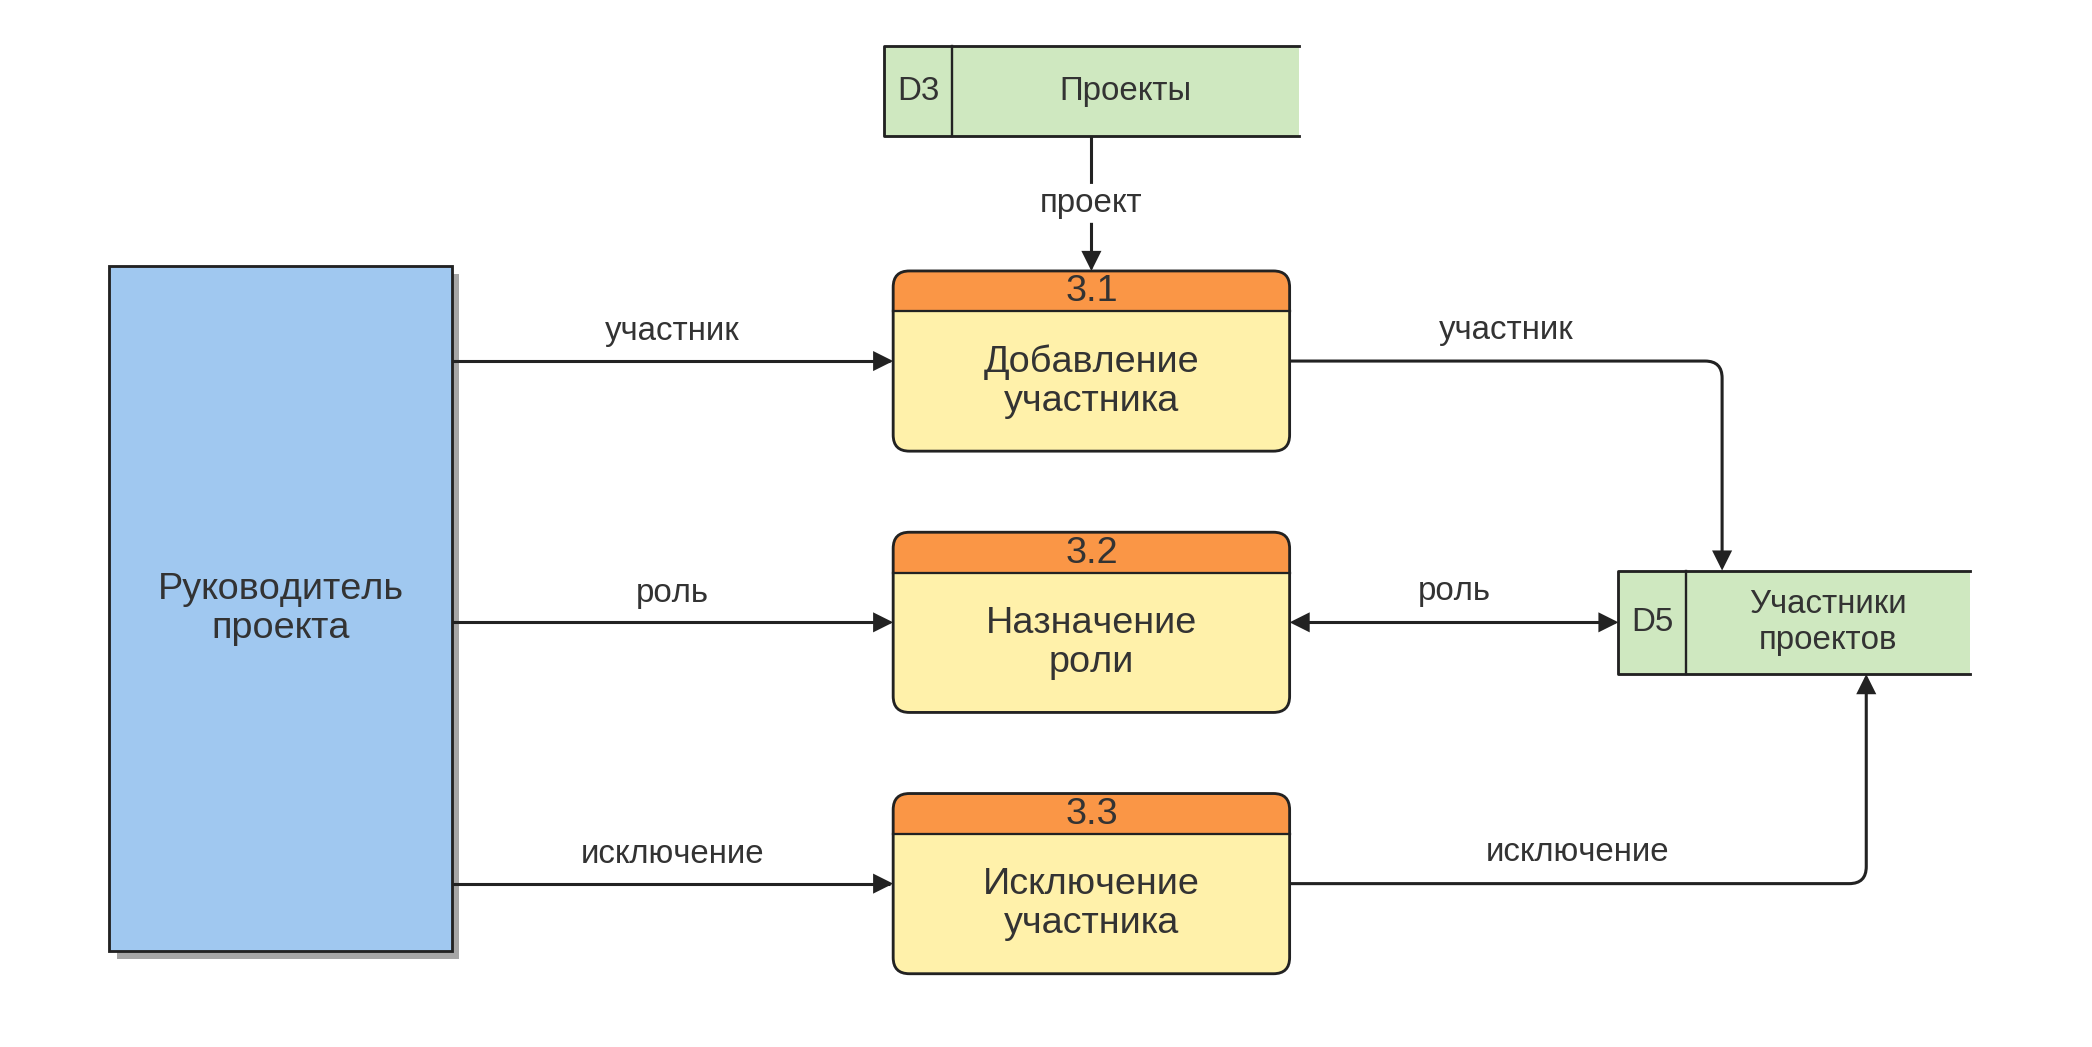 D3
Проекты
проект
3.1
участник
участник
Добавление
участника
3.2
Руководитель
проекта
роль
роль
Назначение
роли
D5
Участники
проектов
3.3
исключение
исключение
Исключение
участника